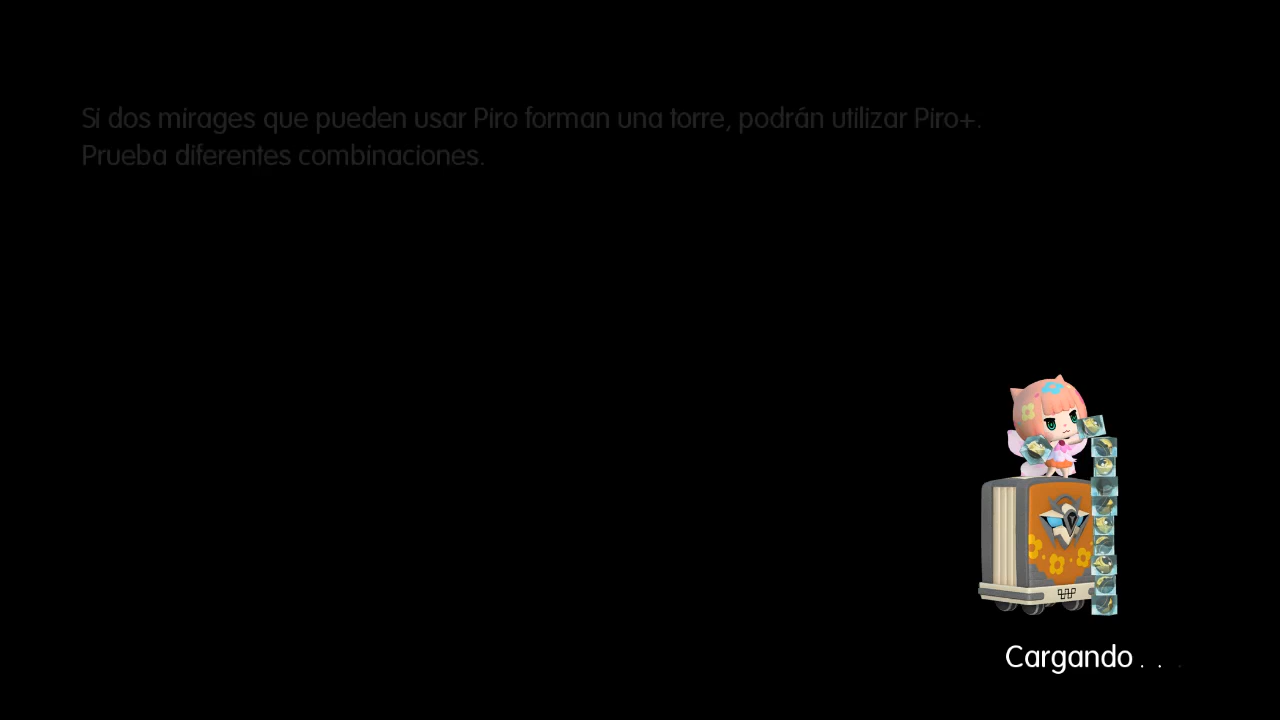 Si dos mirages que pueden usar Piro forman una torre, podrán utilizar Piro+.
Prueba diferentes combinaciones.
Cargando . . .